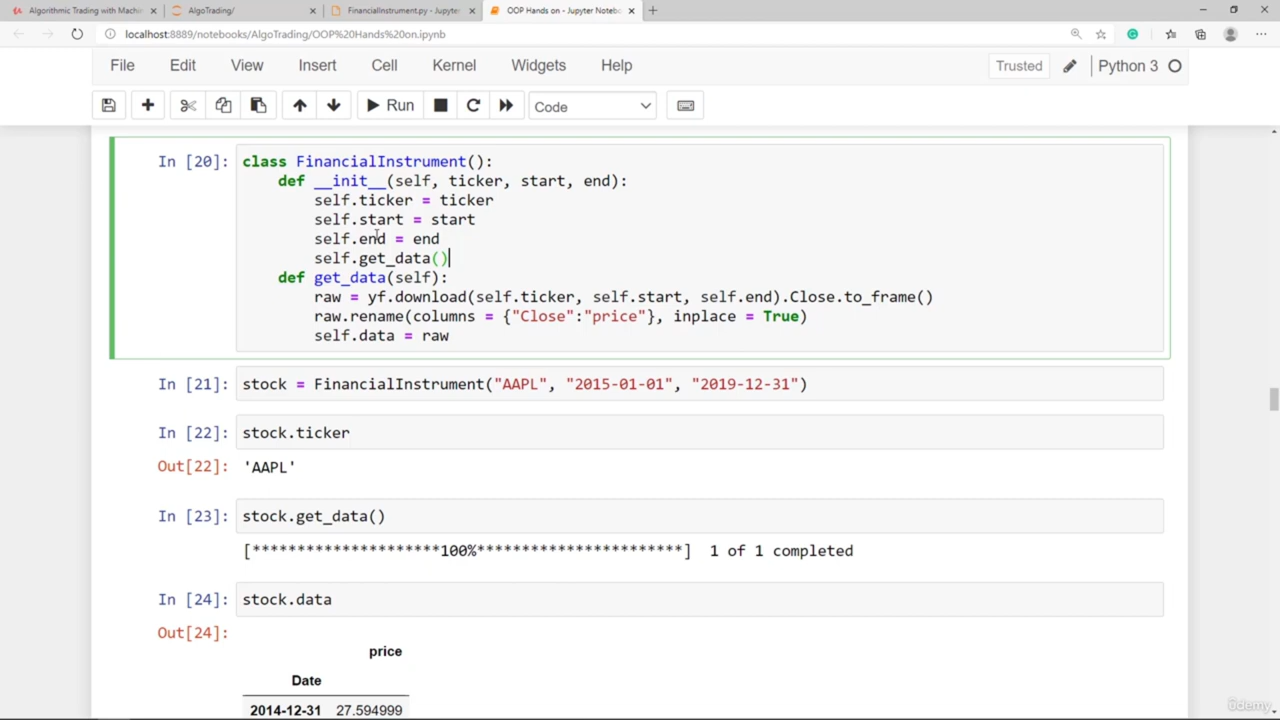 Algorithmic Trading with Machin
AlgoTrading/
FinancialInstrument.py - Jupyter
OOP Hands on - Jupyter Notebo
localhost:8889/notebooks/AlgoTrading/OOP%20Hands%20on.ipynb
File Edit View Insert Cell Kernel Widgets Help Trusted Python 3
Run Code
In [20]: class FinancialInstrument():
def __init__(self, ticker, start, end):
self.ticker = ticker
self.start = start
self.end = end
self.get_data()
def get_data(self):
raw = yf.download(self.ticker, self.start, self.end).Close.to_frame()
raw.rename(columns = {"Close":"price"}, inplace = True)
self.data = raw
In [21]: stock = FinancialInstrument("AAPL", "2015-01-01", "2019-12-31")
In [22]: stock.ticker
Out[22]: 'AAPL'
In [23]: stock.get_data()
[*********************100%***********************] 1 of 1 completed
In [24]: stock.data
Out[24]:
price
Date
2014-12-31 27.594999
Udemy